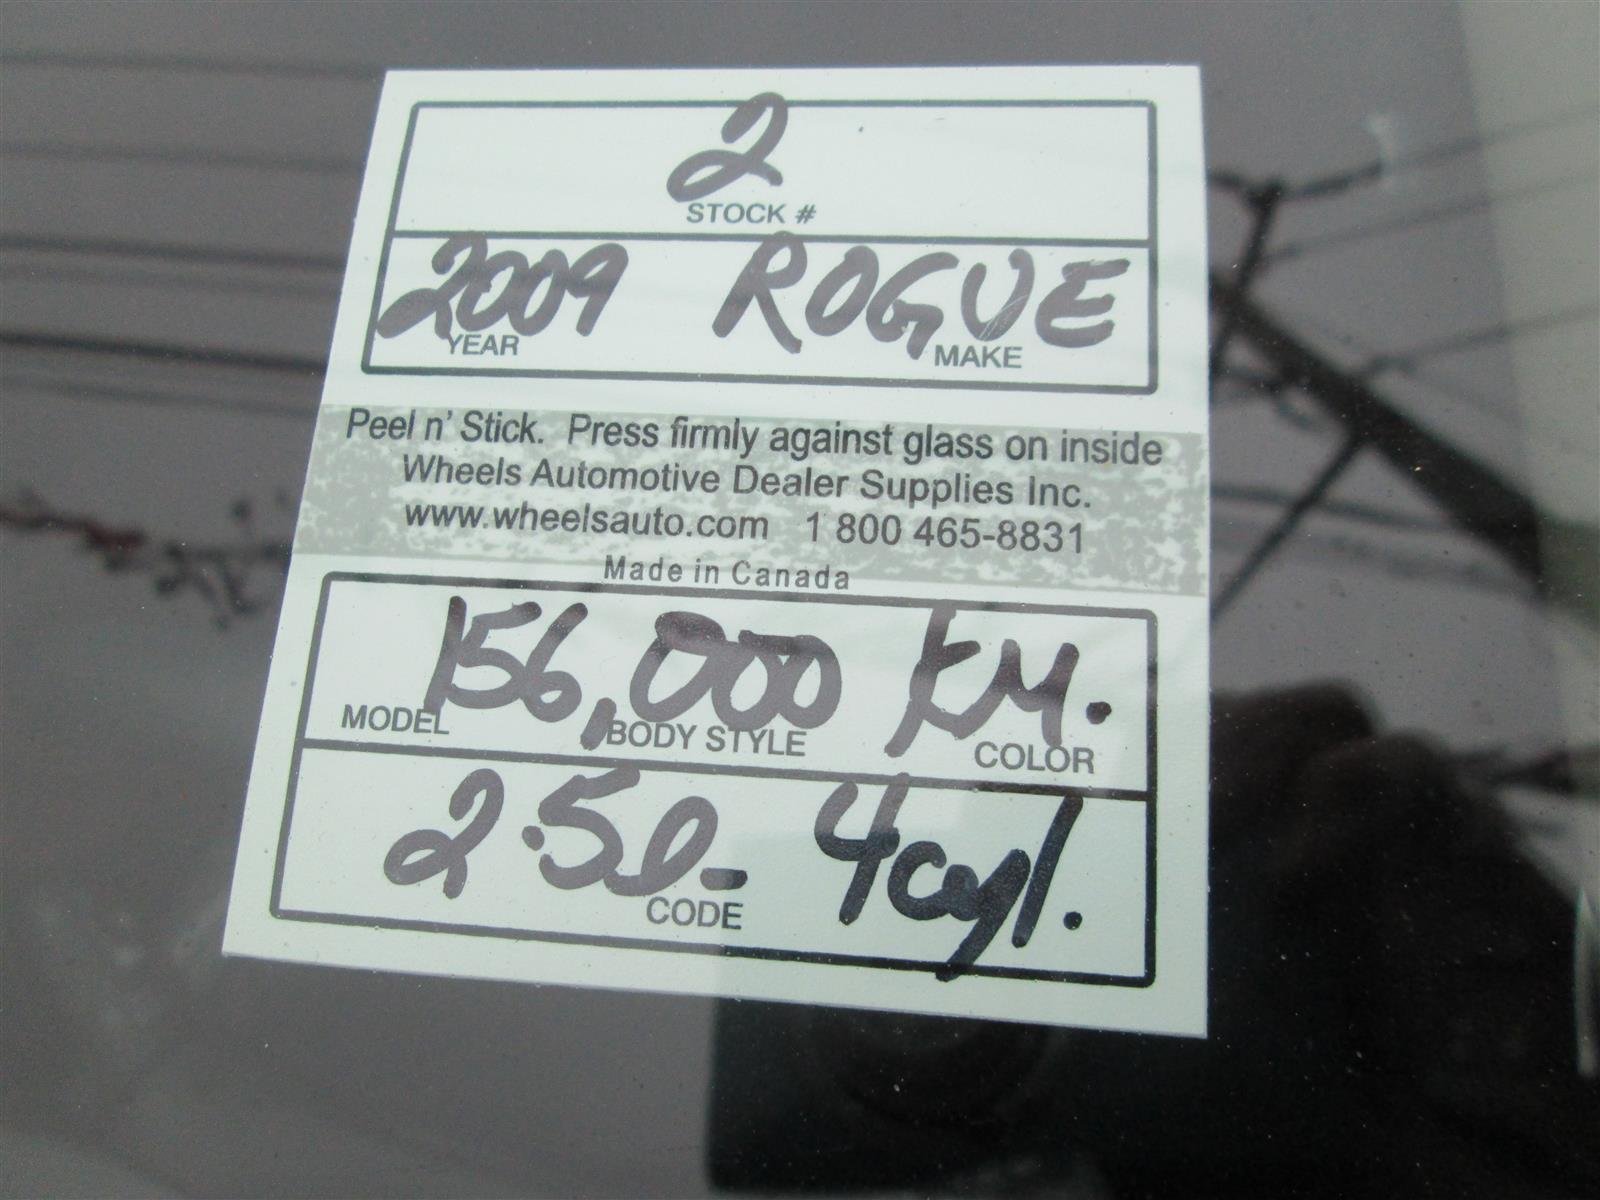 2
STOCK #
2009 ROGUE
YEAR MAKE
Peel n' Stick. Press firmly against glass on inside
Wheels Automotive Dealer Supplies Inc.
www.wheelsauto.com 1 800 465-8831
Made in Canada
156,000 KM.
MODEL BODY STYLE COLOR
2.5l- 4cyl.
CODE